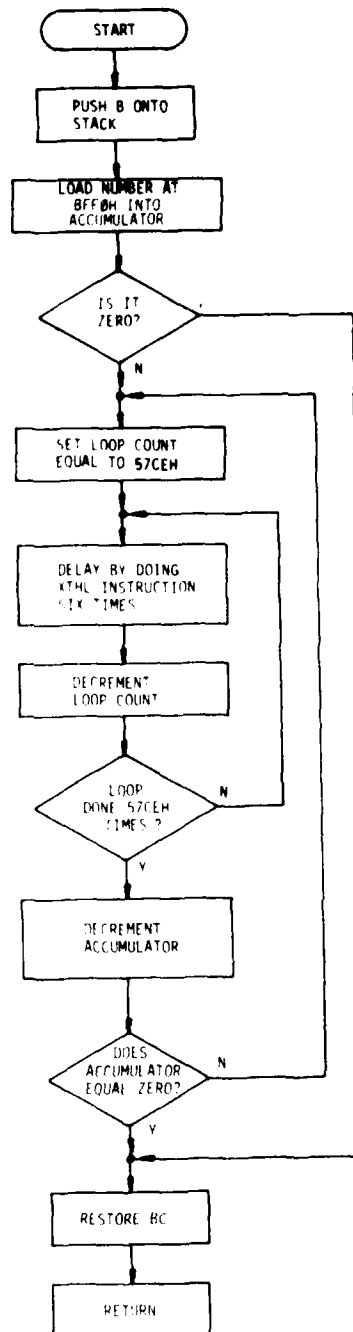 START
PUSH B ONTO
STACK
LOAD NUMBER AT
BFF0H INTO
ACCUMULATOR
IS IT
ZERO?
N
SET LOOP COUNT
EQUAL TO 57CEH
DELAY BY DOING
XTHL INSTRUCTION
SIX TIMES
DECREMENT
LOOP COUNT
LOOP
DONE 57CEH
TIMES ?
N
Y
DECREMENT
ACCUMULATOR
DOES
ACCUMULATOR
EQUAL ZERO?
N
Y
RESTORE BC
RETURN